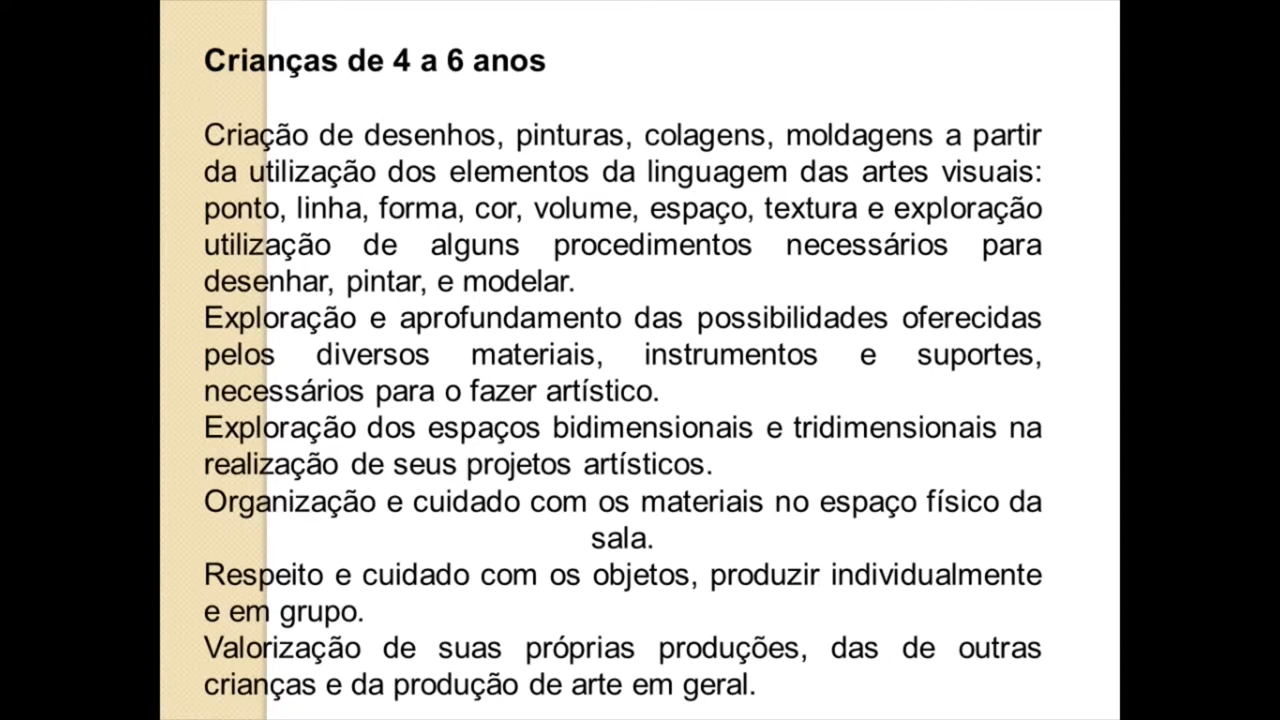 Crianças de 4 a 6 anos
Criação de desenhos, pinturas, colagens, moldagens a partir
da utilização dos elementos da linguagem das artes visuais:
ponto, linha, forma, cor, volume, espaço, textura e exploração
utilização de alguns procedimentos necessários para
desenhar, pintar, e modelar.
Exploração e aprofundamento das possibilidades oferecidas
pelos diversos materiais, instrumentos e suportes,
necessários para o fazer artístico.
Exploração dos espaços bidimensionais e tridimensionais na
realização de seus projetos artísticos.
Organização e cuidado com os materiais no espaço físico da
sala.
Respeito e cuidado com os objetos, produzir individualmente
e em grupo.
Valorização de suas próprias produções, das de outras
crianças e da produção de arte em geral.